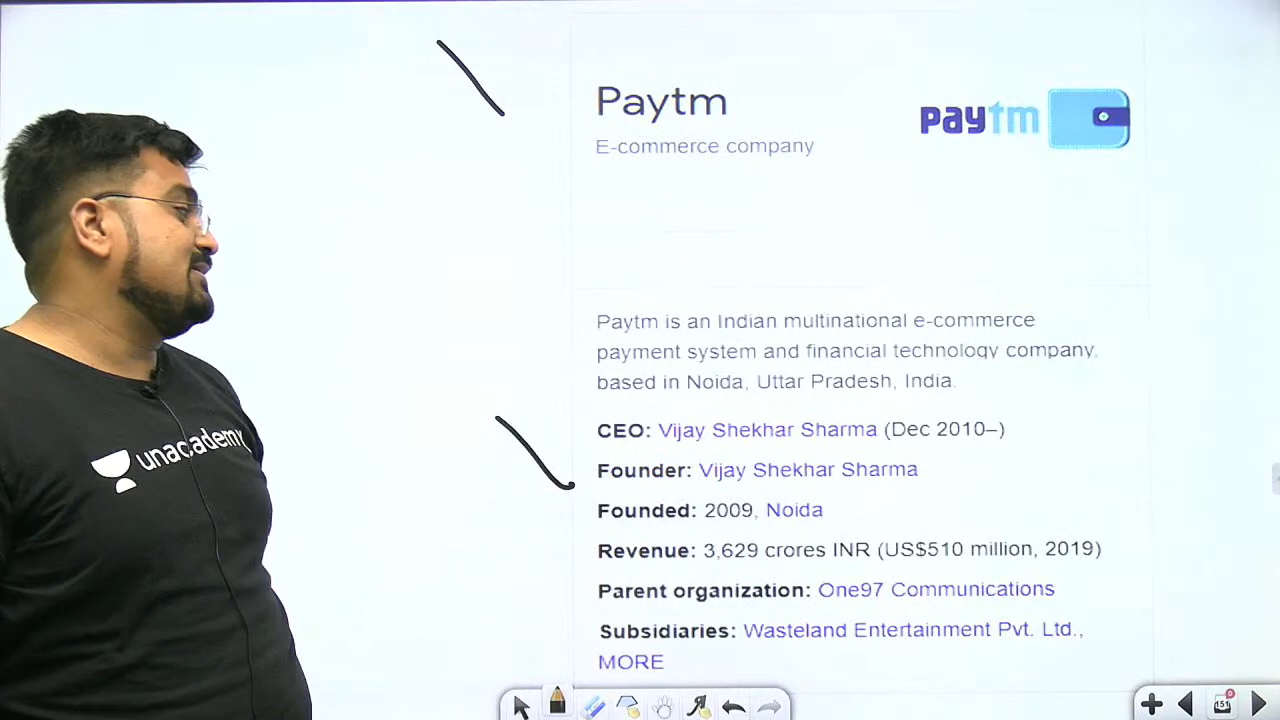 Paytm
paytm
E-commerce company
Paytm is an Indian multinational e-commerce
payment system and financial technology company,
based in Noida, Uttar Pradesh, India.
CEO: Vijay Shekhar Sharma (Dec 2010–)
Founder: Vijay Shekhar Sharma
Founded: 2009, Noida
Revenue: 3,629 crores INR (US$510 million, 2019)
Parent organization: One97 Communications
Subsidiaries: Wasteland Entertainment Pvt. Ltd.,
MORE
unacademy
151
0